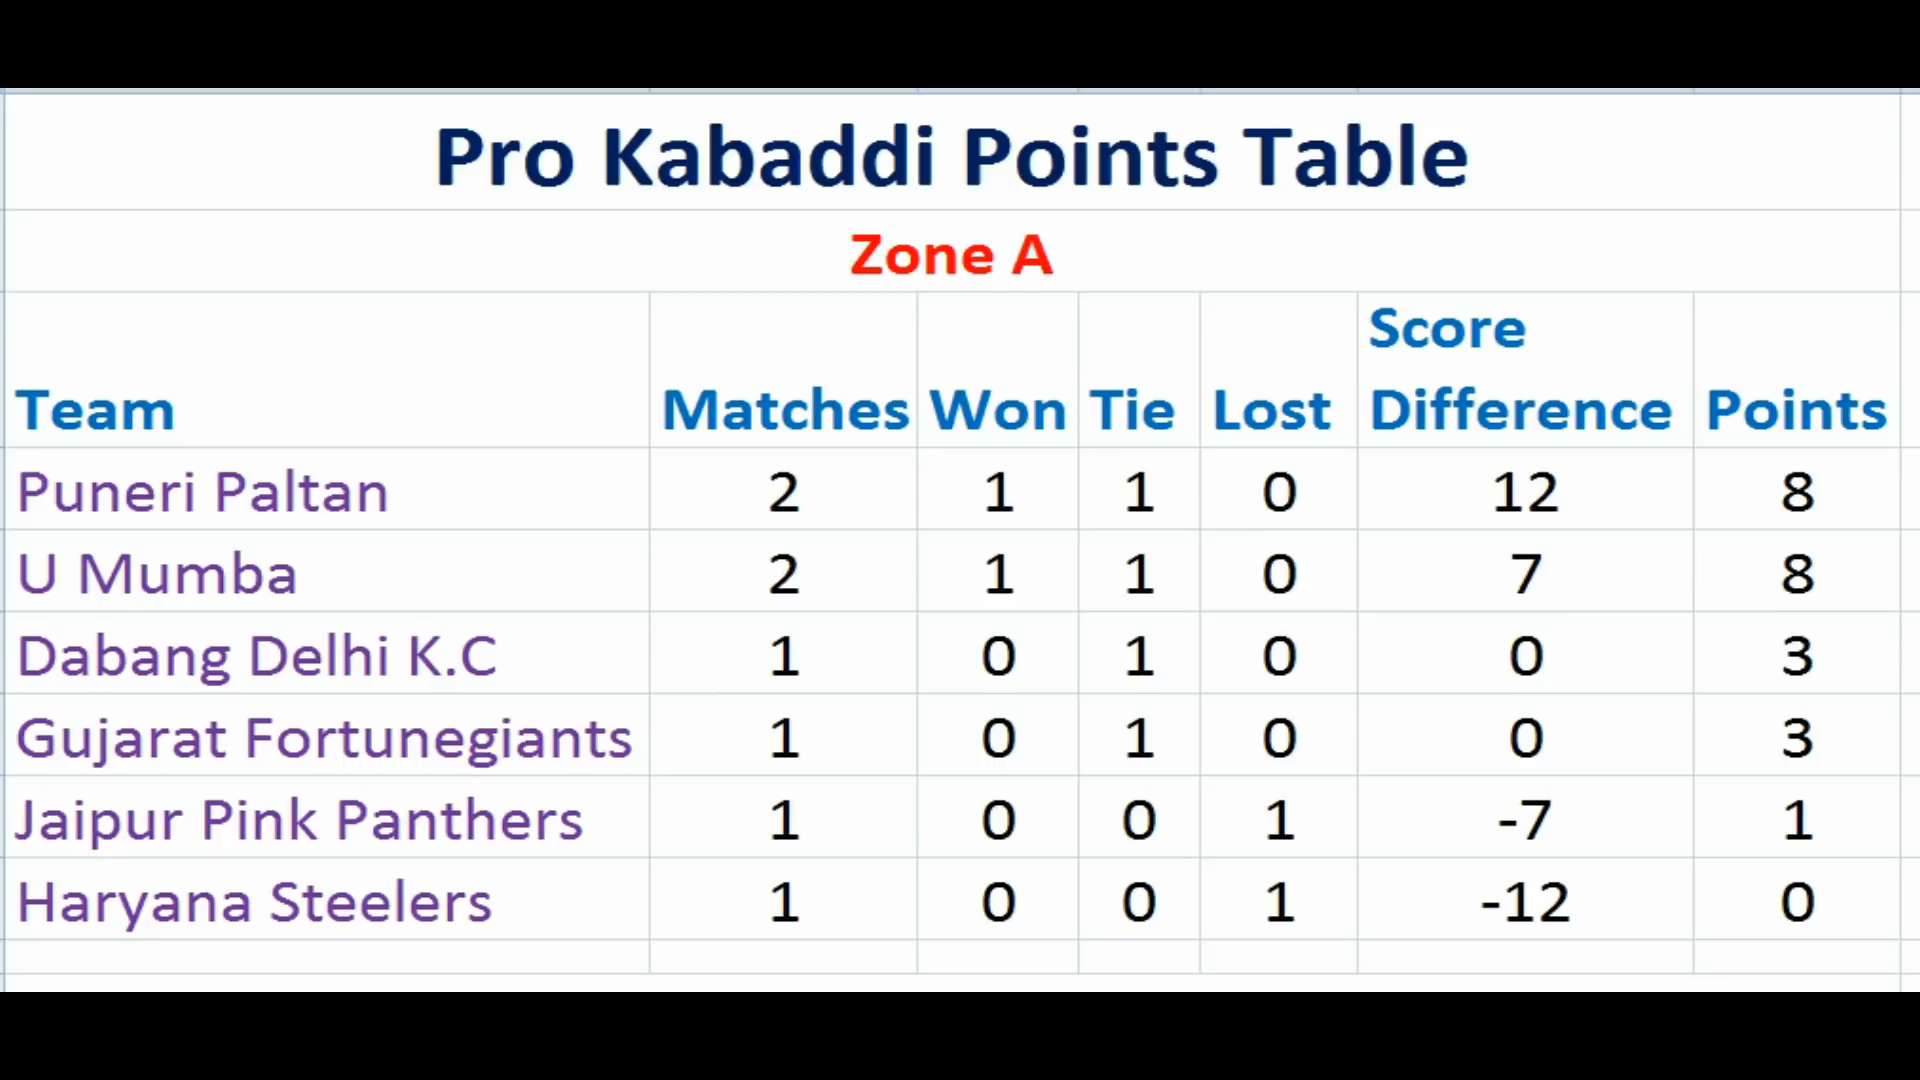 Pro Kabaddi Points Table
Zone A
Team Matches Won Tie Lost Score Difference Points
Puneri Paltan 2 1 1 0 12 8
U Mumba 2 1 1 0 7 8
Dabang Delhi K.C 1 0 1 0 0 3
Gujarat Fortunegiants 1 0 1 0 0 3
Jaipur Pink Panthers 1 0 0 1 -7 1
Haryana Steelers 1 0 0 1 -12 0